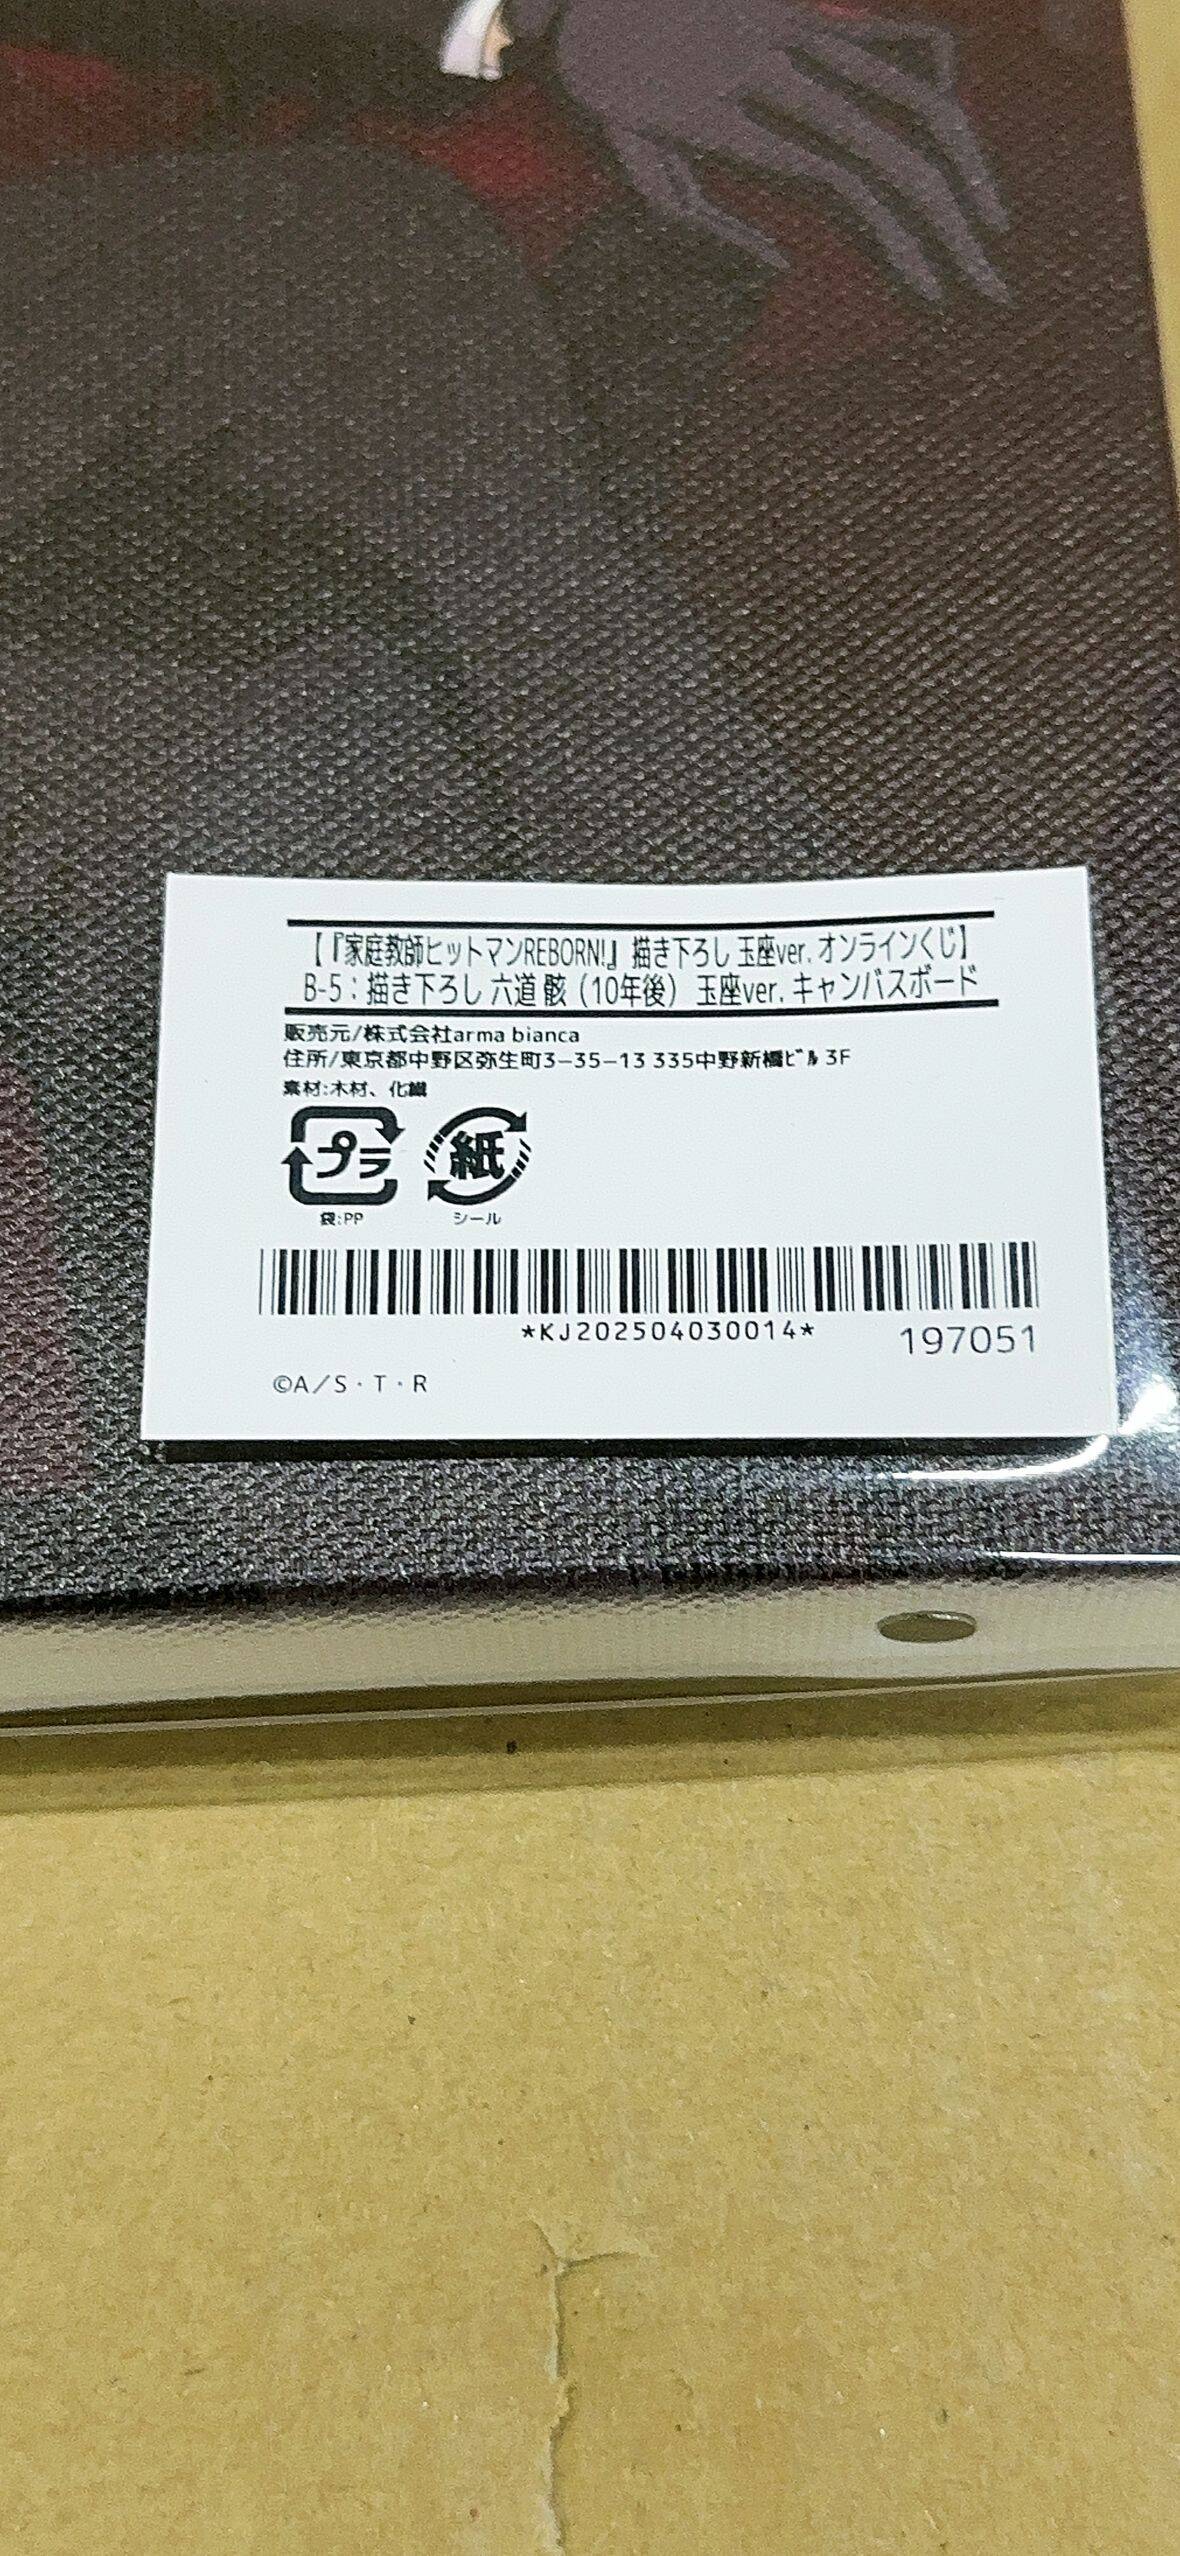 【『家庭教師ヒットマンREBORN!』 描き下ろし 玉座ver. オンラインくじ】
B-5：描き下ろし 六道 骸（10年後） 玉座ver. キャンバスボード
販売元/株式会社arma bianca
住所/東京都中野区弥生町3−35−13 335中野新橋ﾋﾞﾙ 3F
素材:木材、化繊
プラ 紙
袋:PP シール
*KJ202504030014* 197051
©A／S・T・R